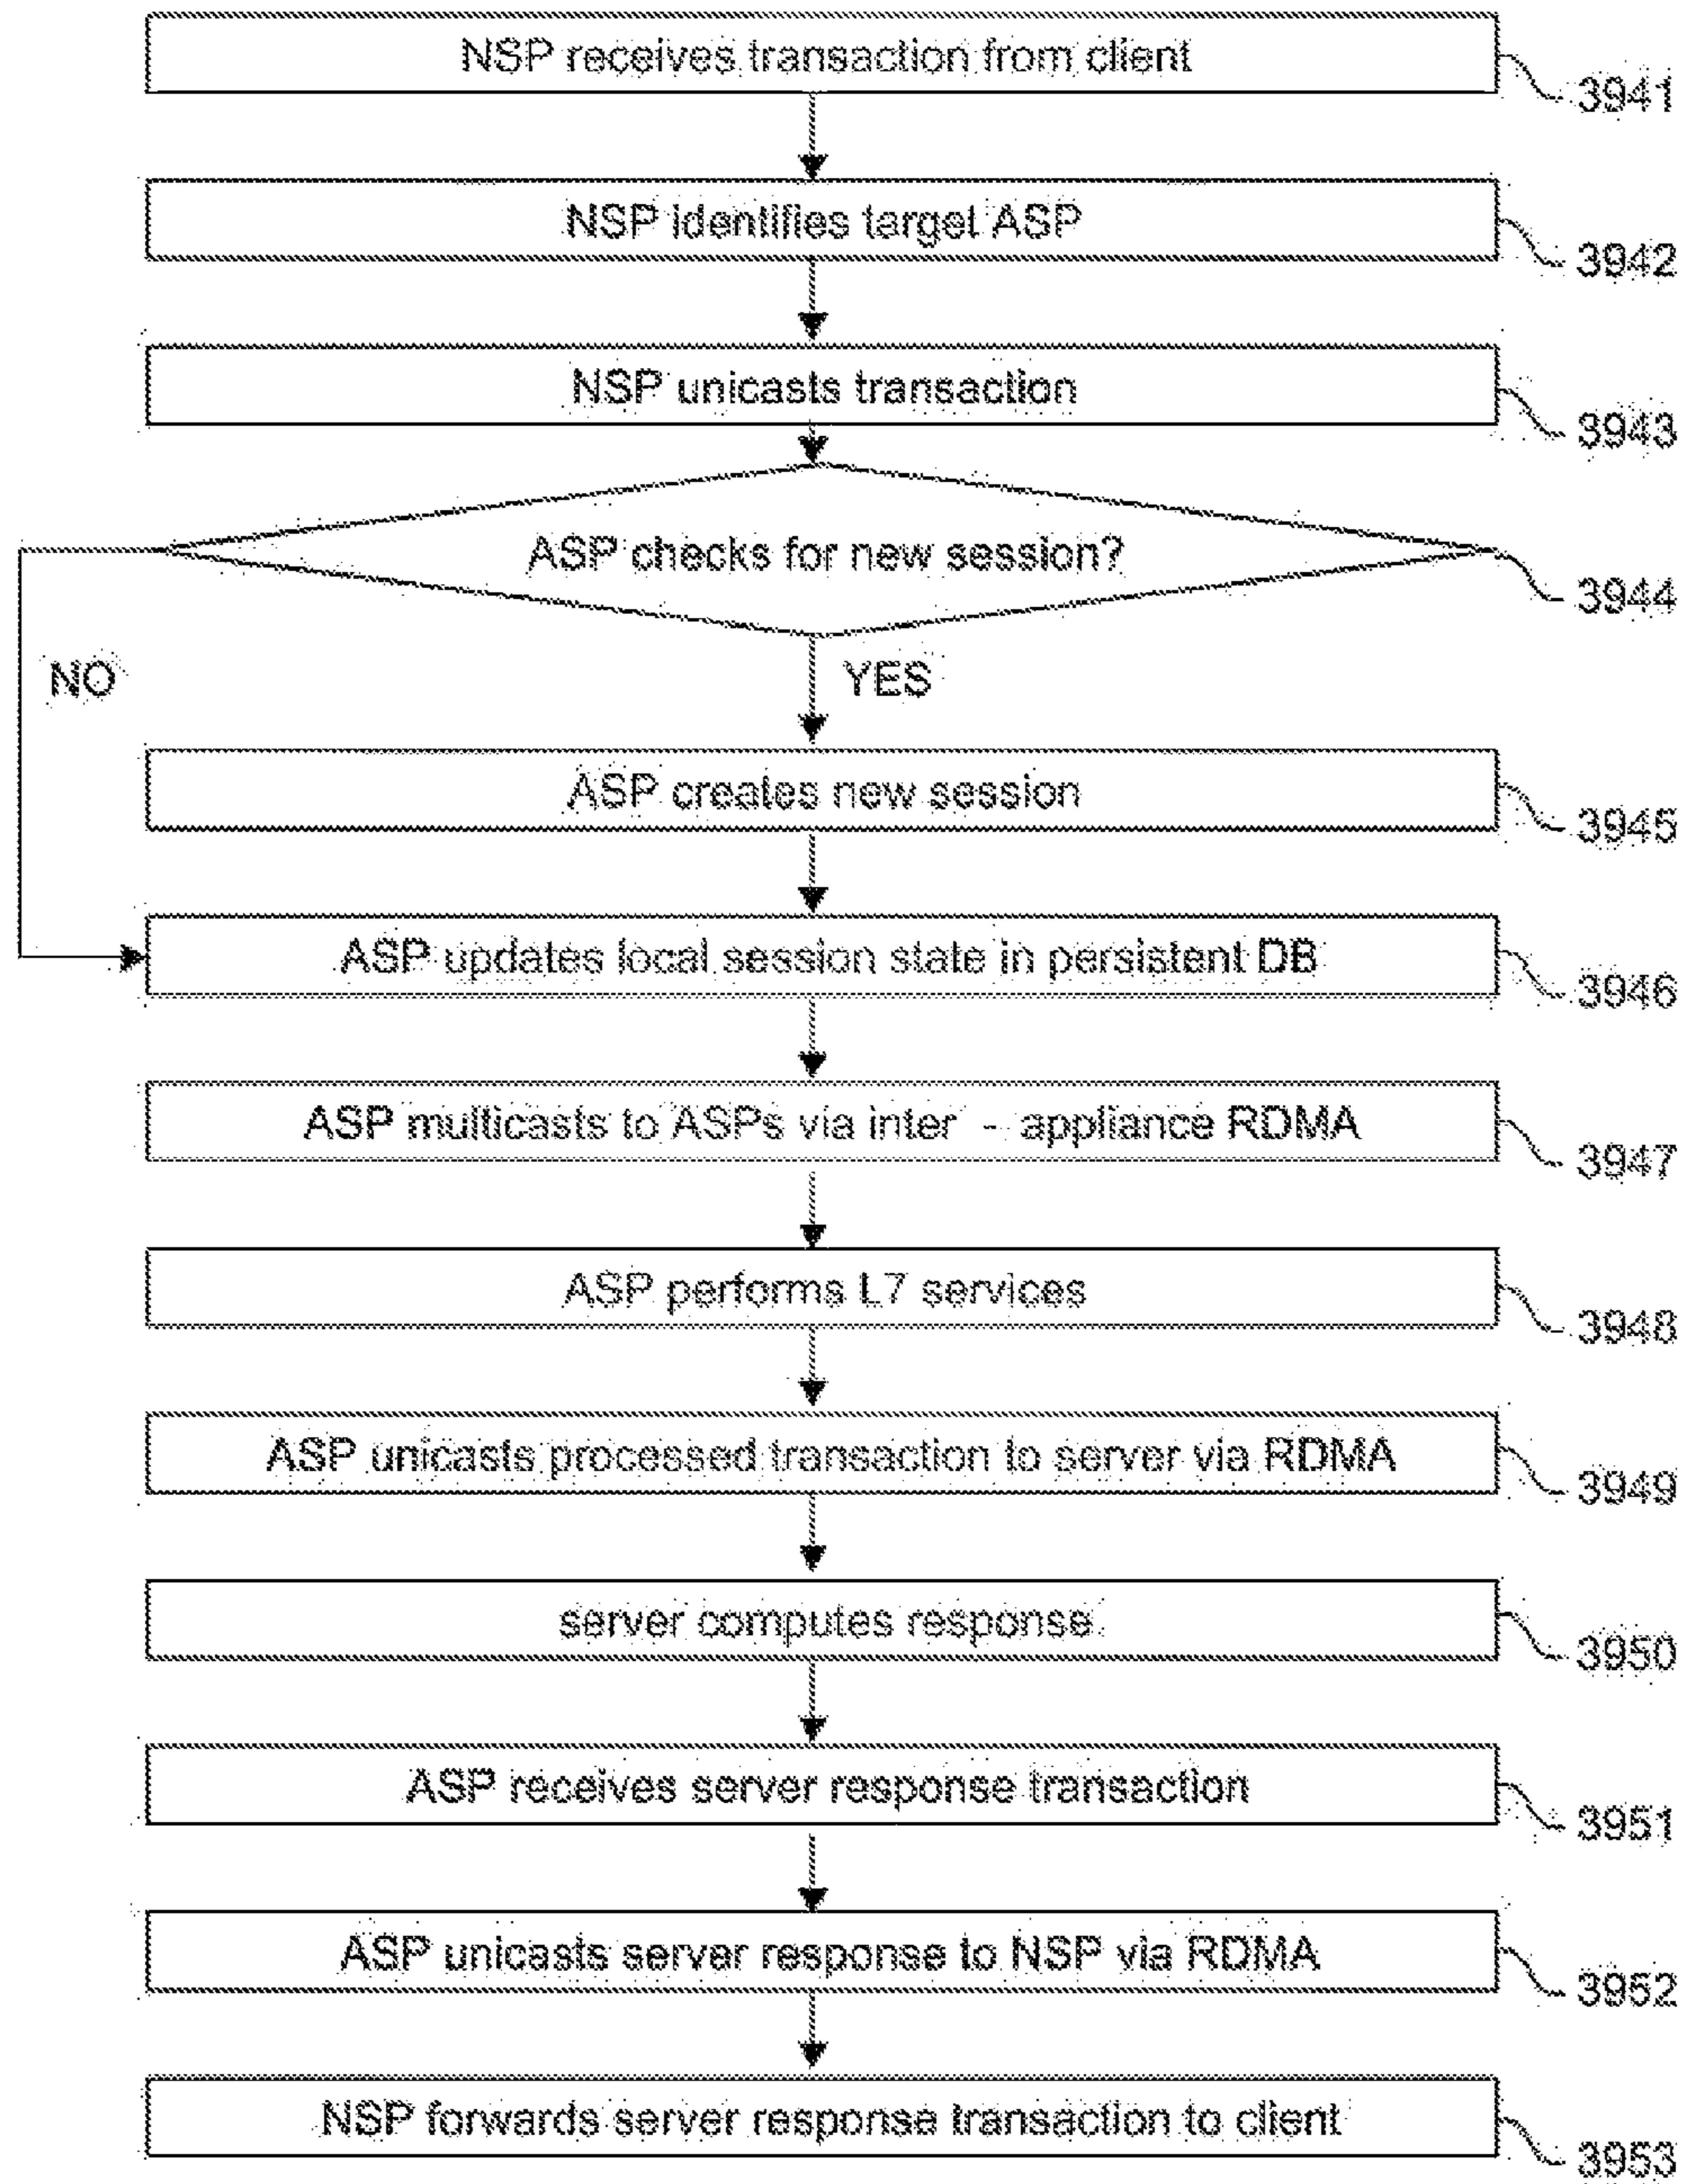 NSP receives transaction from client
3941
NSP identifies target ASP
3942
NSP unicasts transaction
3943
ASP checks for new session?
3944
NO
YES
ASP creates new session
3945
ASP updates local session state in persistent DB
3946
ASP multicasts to ASPs via inter - appliance RDMA
3947
ASP performs L7 services
3948
ASP unicasts processed transaction to server via RDMA
3949
server computes response
3950
ASP receives server response transaction
3951
ASP unicasts server response to NSP via RDMA
3952
NSP forwards server response transaction to client
3953